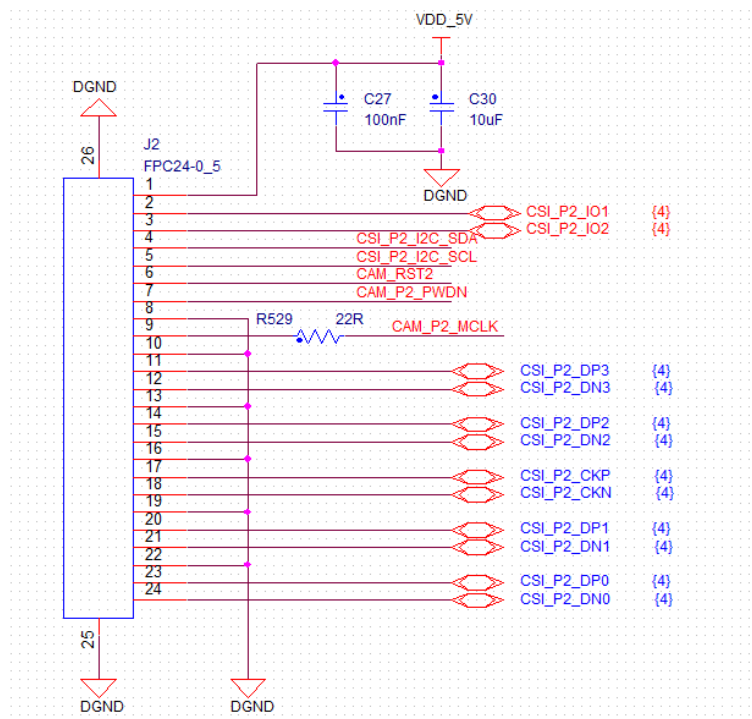 VDD_5V
DGND
C27
100nF
C30
10uF
26
J2
FPC24-0_5
DGND
1
2
CSI_P2_IO1 {4}
3
CSI_P2_IO2 {4}
4
CSI_P2_I2C_SDA
5
CSI_P2_I2C_SCL
6
CAM_RST2
7
CAM_P2_PWDN
8
9
R529 22R CAM_P2_MCLK
10
11
CSI_P2_DP3 {4}
12
CSI_P2_DN3 {4}
13
14
CSI_P2_DP2 {4}
15
CSI_P2_DN2 {4}
16
17
CSI_P2_CKP {4}
18
CSI_P2_CKN {4}
19
20
CSI_P2_DP1 {4}
21
CSI_P2_DN1 {4}
22
23
CSI_P2_DP0 {4}
24
CSI_P2_DN0 {4}
25
DGND
DGND